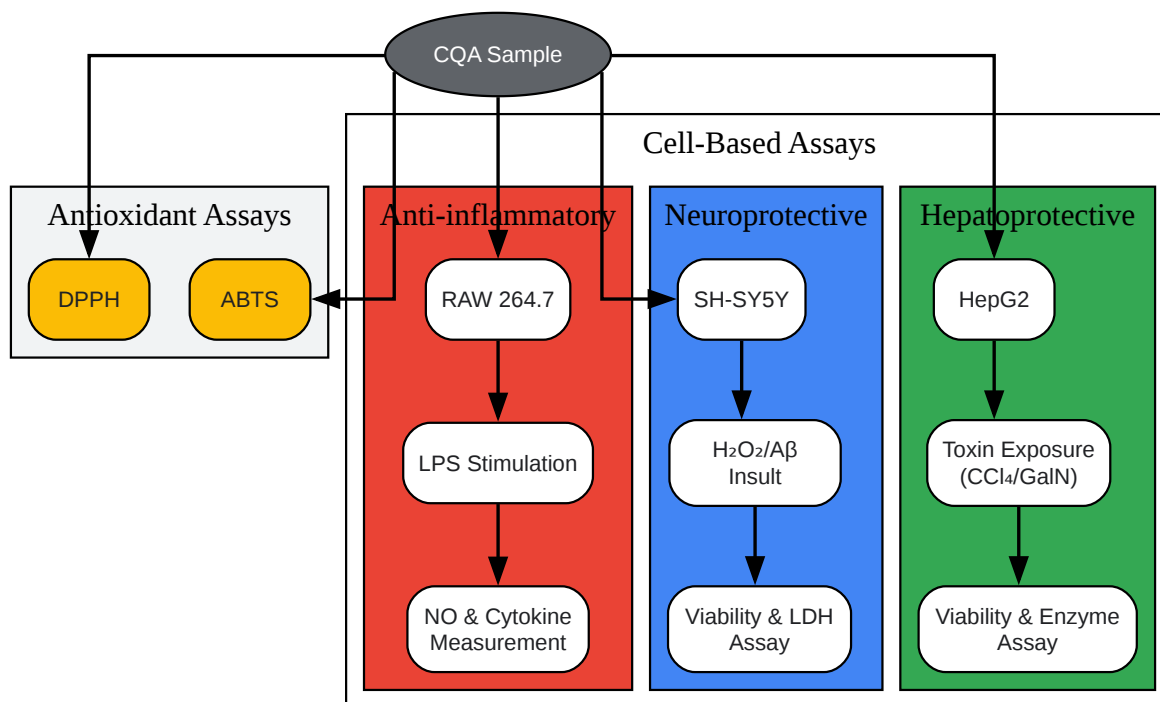 CQA Sample
Cell-Based Assays
Antioxidant Assays
Anti-inflammatory
Neuroprotective
Hepatoprotective
DPPH
ABTS
RAW 264.7
SH-SY5Y
HepG2
LPS Stimulation
H₂O₂/Aβ
Insult
Toxin Exposure
(CCl₄/GalN)
NO & Cytokine
Measurement
Viability & LDH
Assay
Viability & Enzyme
Assay